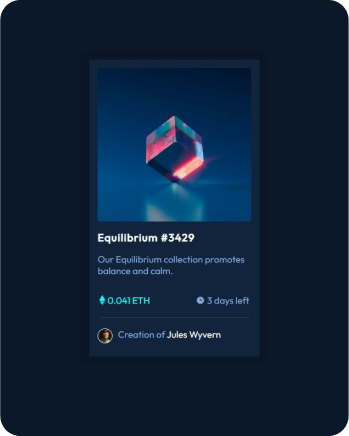 Equilibrium #3429
Our Equilibrium collection promotes
balance and calm.
0.041 ETH
3 days left
Creation of Jules Wyvern